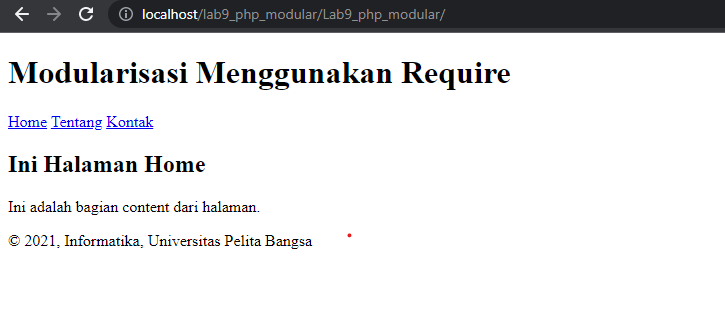 localhost/lab9_php_modular/Lab9_php_modular/
Modularisasi Menggunakan Require
Home Tentang Kontak
Ini Halaman Home
Ini adalah bagian content dari halaman.
© 2021, Informatika, Universitas Pelita Bangsa